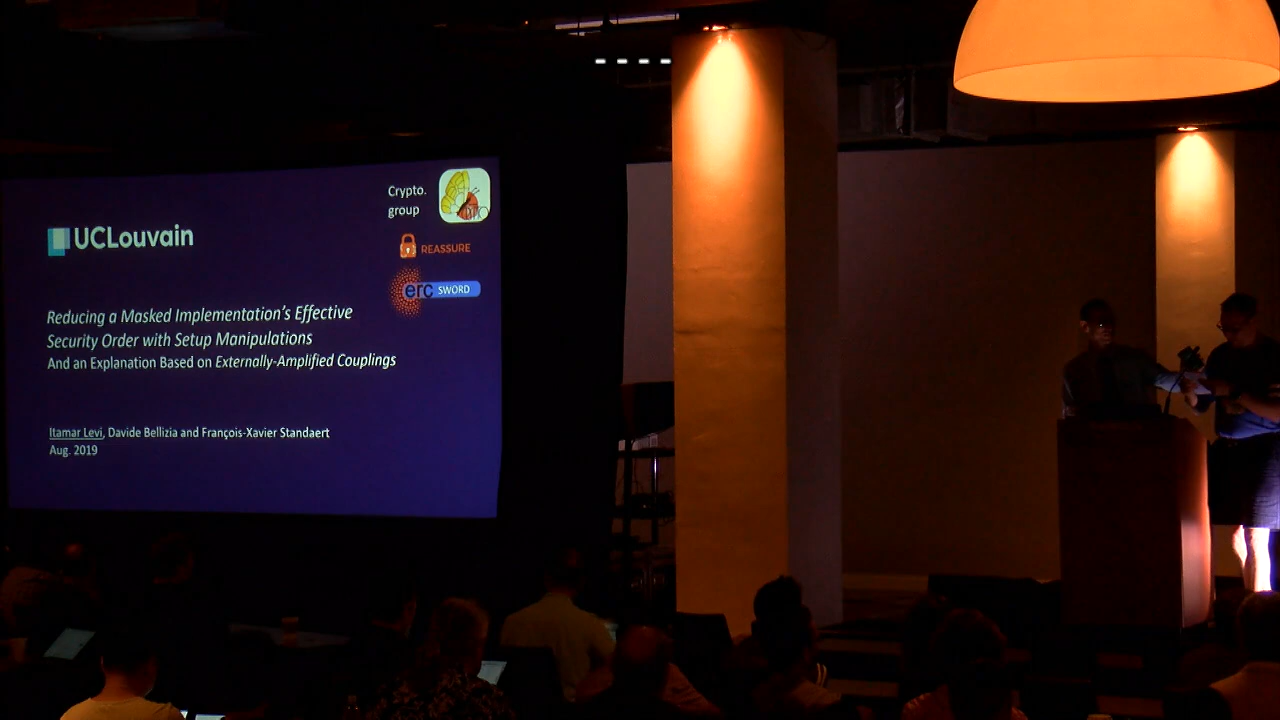 Crypto.
group
UCLouvain
REASSURE
erc SWORD
Reducing a Masked Implementation's Effective
Security Order with Setup Manipulations
And an Explanation Based on Externally-Amplified Couplings
Itamar Levi, Davide Bellizia and François-Xavier Standaert
Aug. 2019